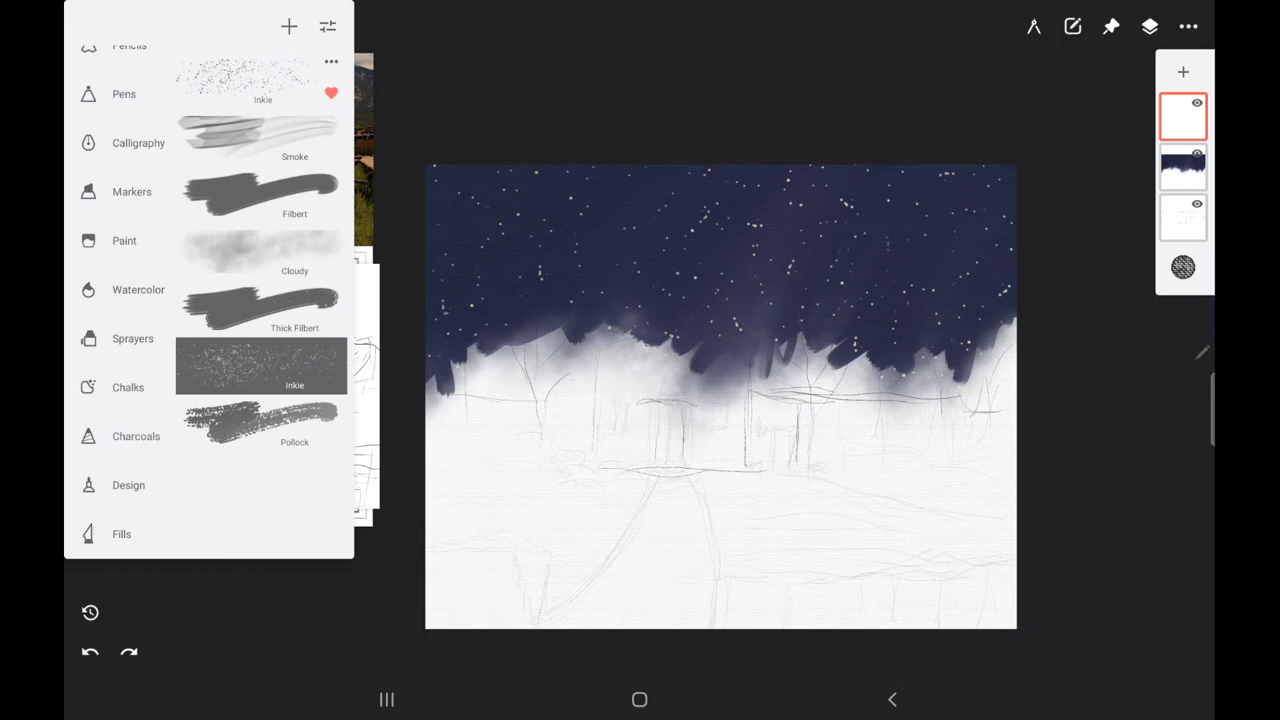 Pencils
Inkie
Pens
Calligraphy
Smoke
Markers
Filbert
Paint
Cloudy
Watercolor
Thick Filbert
Sprayers
Inkie
Chalks
Charcoals
Pollock
Design
Fills